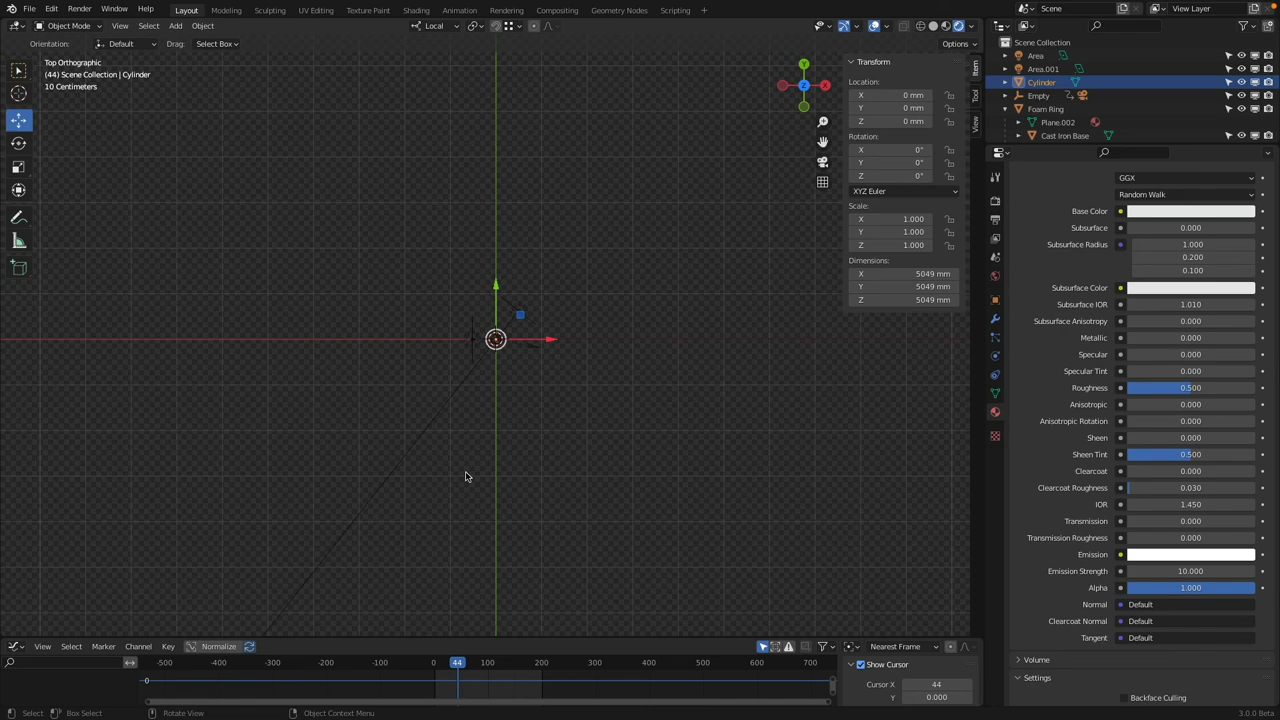 File Edit Render Window Help Layout Modeling Sculpting UV Editing Texture Paint Shading Animation Rendering Compositing Geometry Nodes Scripting + Scene View Layer
Object Mode View Select Add Object Local
Orientation: Default Drag: Select Box Options
Top Orthographic
(44) Scene Collection | Cylinder
10 Centimeters
Y
Z
X
Transform
Location:
X 0 mm
Y 0 mm
Z 0 mm
Rotation:
X 0°
Y 0°
Z 0°
XYZ Euler
Scale:
X 1.000
Y 1.000
Z 1.000
Dimensions:
X 5049 mm
Y 5049 mm
Z 5049 mm
Item
Tool
View
Scene Collection
Area
Area.001
Cylinder
Empty
Foam Ring
Plane.002
Cast Iron Base
GGX
Random Walk
Base Color
Subsurface 0.000
Subsurface Radius 1.000
0.200
0.100
Subsurface Color
Subsurface IOR 1.010
Subsurface Anisotropy 0.000
Metallic 0.000
Specular 0.000
Specular Tint 0.000
Roughness 0.500
Anisotropic 0.000
Anisotropic Rotation 0.000
Sheen 0.000
Sheen Tint 0.500
Clearcoat 0.000
Clearcoat Roughness 0.030
IOR 1.450
Transmission 0.000
Transmission Roughness 0.000
Emission
Emission Strength 10.000
Alpha 1.000
Normal Default
Clearcoat Normal Default
Tangent Default
Volume
Settings
Backface Culling
View Select Marker Channel Key Normalize Nearest Frame
-500 -400 -300 -200 -100 0 44 100 200 300 400 500 600 700
0
Show Cursor
Cursor X 44
Y 0.000
Select Box Select Rotate View Object Context Menu 3.0.0 Beta